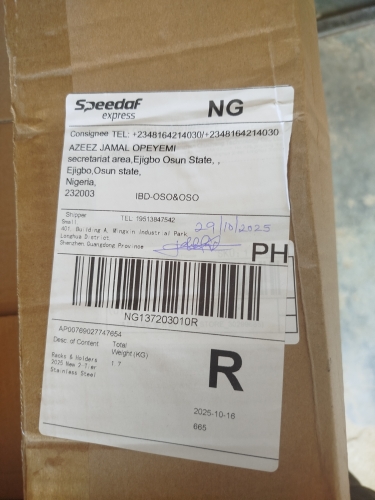 Speedaf
express
NG
Consignee TEL: +2348164214030/+2348164214030
AZEEZ JAMAL OPEYEMI
secretariat area,Ejigbo Osun State, ,
Ejigbo,Osun state,
Nigeria,
232003 IBD-OSO&OSO
Shipper TEL 19513847542
Small
401, Building A, Mingxin Industrial Park,
Longhua District
Shenzhen Guangdong Province
29/10/2025
PH
NG137203010R
AP00769027747654
Desc. of Content Total
Weight (KG)
Racks & Holders 1.7
2025 New 2-Tier
Stainless Steel
R
2025-10-16
665